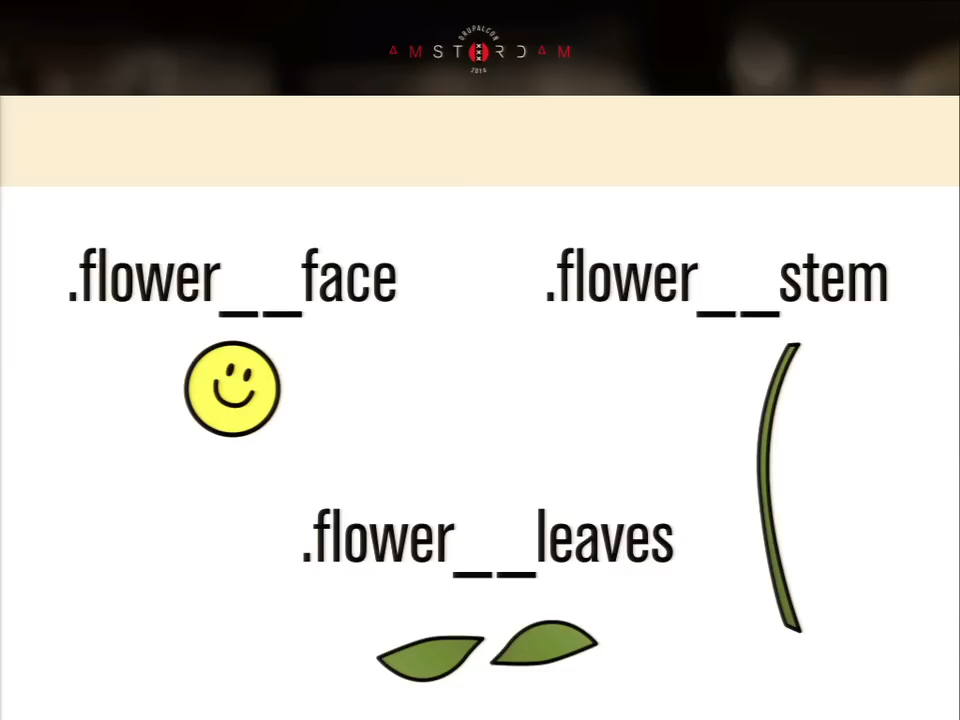 DRUPALCON
AMSTERDAM
2014
.flower__face
.flower__stem
.flower__leaves